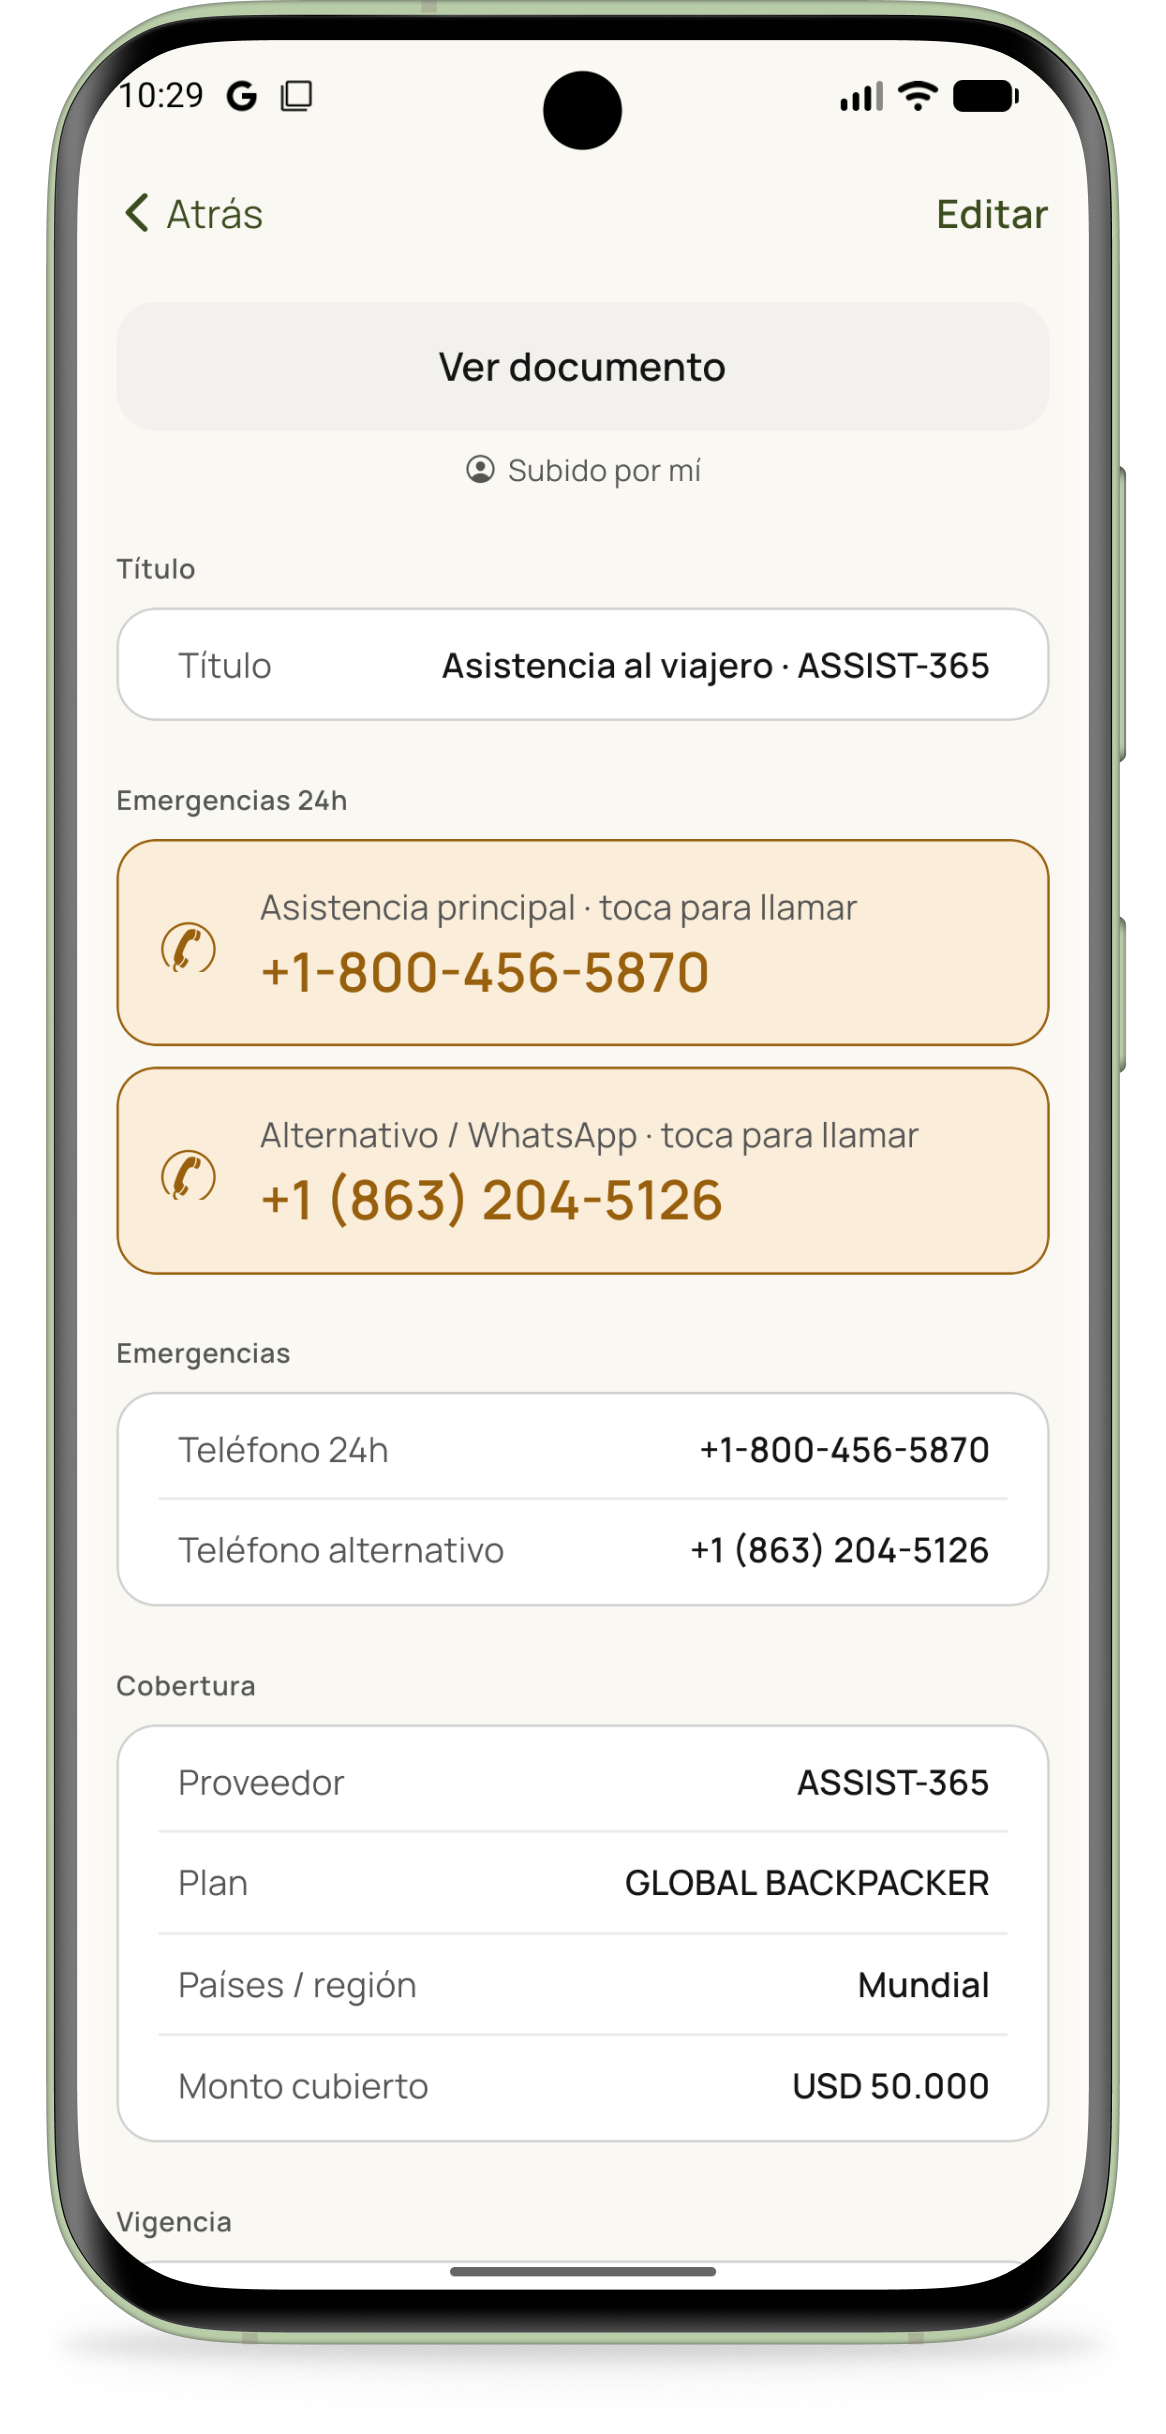 10:29
Atrás
Editar
Ver documento
Subido por mí
Título
Título Asistencia al viajero · ASSIST-365
Emergencias 24h
Asistencia principal · toca para llamar
+1-800-456-5870
Alternativo / WhatsApp · toca para llamar
+1 (863) 204-5126
Emergencias
Teléfono 24h +1-800-456-5870
Teléfono alternativo +1 (863) 204-5126
Cobertura
Proveedor ASSIST-365
Plan GLOBAL BACKPACKER
Países / región Mundial
Monto cubierto USD 50.000
Vigencia